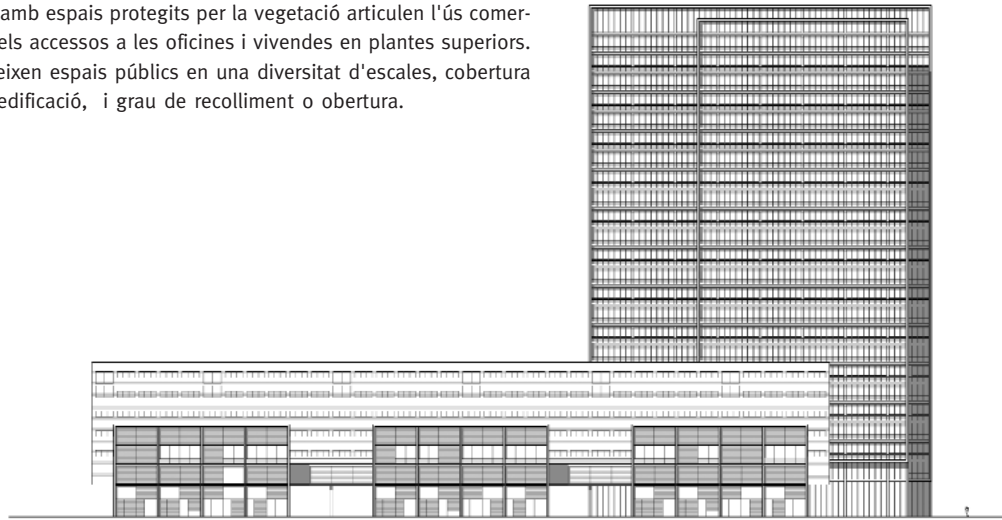 amb espais protegits per la vegetació articulen l'ús comer-
els accessos a les oficines i vivendes en plantes superiors.
eixen espais públics en una diversitat d'escales, cobertura
edificació, i grau de recolliment o obertura.